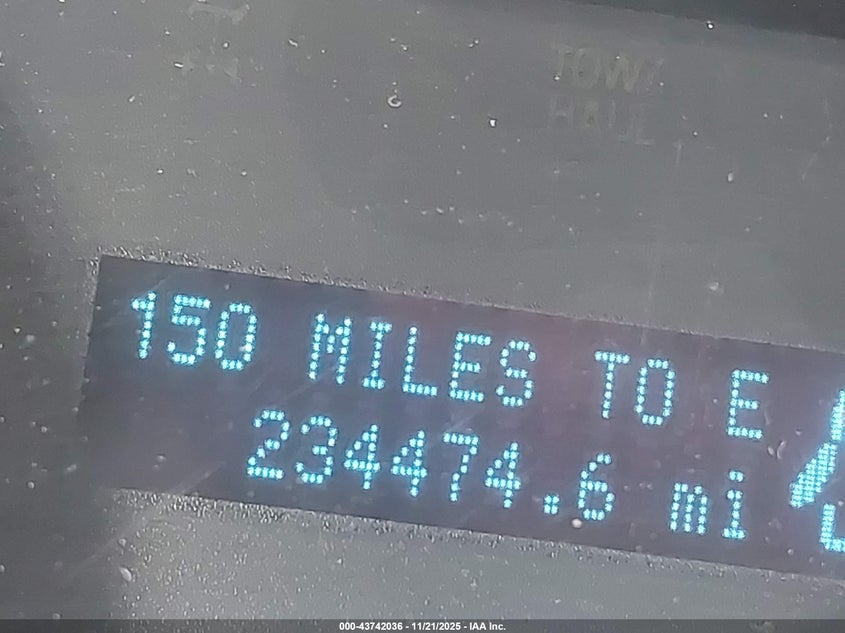 TOW/
HAUL
150 MILES TO E
234474.6 mi
L
000-43742036 - 11/21/2025 - IAA Inc.